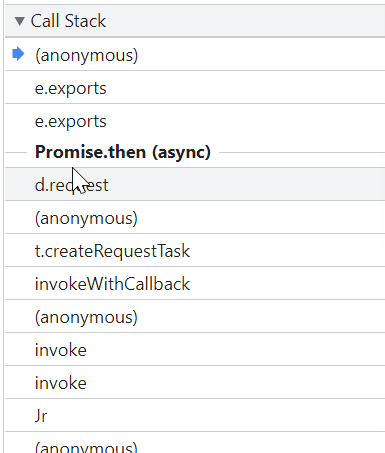 Call Stack
(anonymous)
e.exports
e.exports
Promise.then (async)
d.request
(anonymous)
t.createRequestTask
invokeWithCallback
(anonymous)
invoke
invoke
Jr
(anonymous)